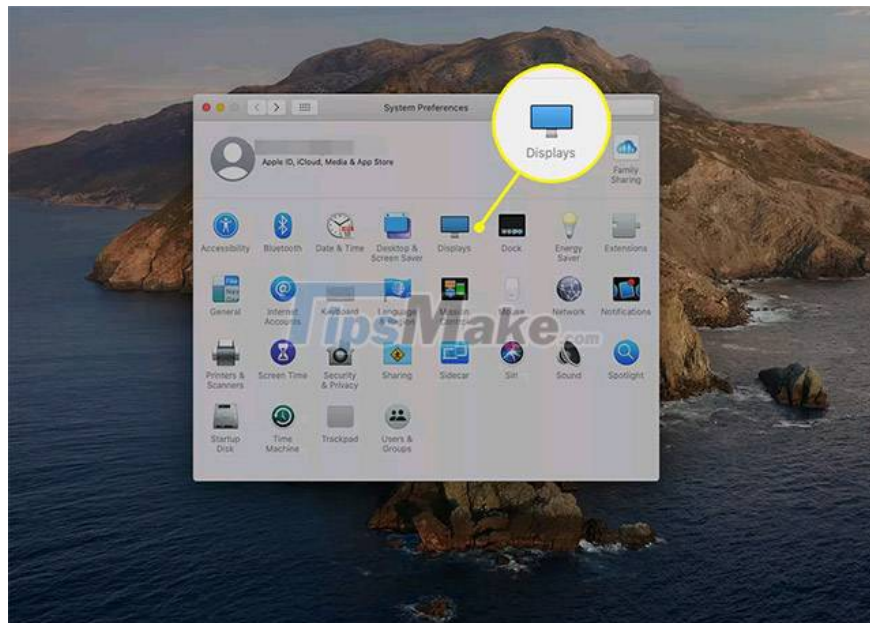 System Preferences
Displays
Apple ID, iCloud, Media & App Store
Family
Sharing
Accessibility
Bluetooth
Date & Time
Desktop &
Screen Saver
Displays
Dock
Energy
Saver
Extensions
General
Internet
Accounts
Keyboard
Language
& Region
Mission
Control
Mouse
Network
Notifications
TipsMake.com
Printers &
Scanners
Screen Time
Security
& Privacy
Sharing
Sidecar
Siri
Sound
Spotlight
Startup
Disk
Time
Machine
Trackpad
Users &
Groups